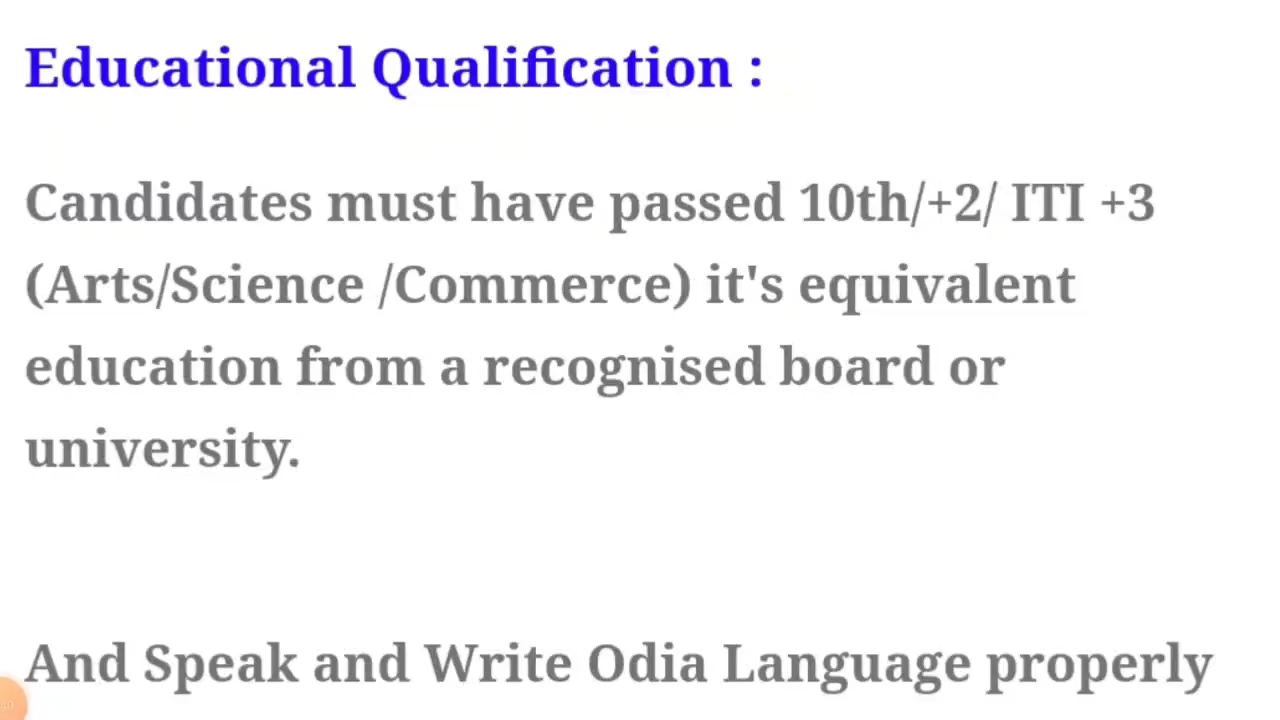 Educational Qualification :
Candidates must have passed 10th/+2/ ITI +3
(Arts/Science /Commerce) it's equivalent
education from a recognised board or
university.
And Speak and Write Odia Language properly